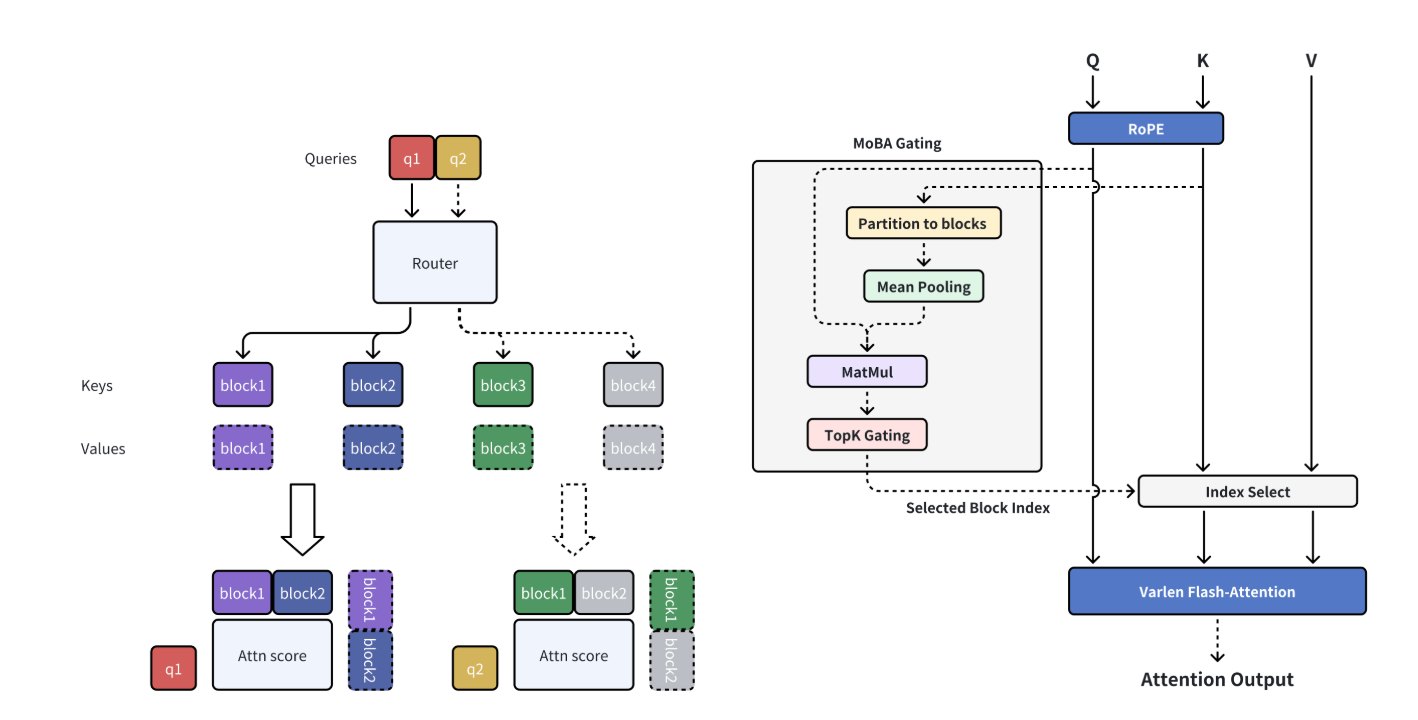 Queries
q1
q2
Router
Keys
block1
block2
block3
block4
Values
block1
block2
block3
block4
block1
block2
block1
block2
q1
Attn score
block1
block2
block1
block2
q2
Attn score
Q
K
V
RoPE
MoBA Gating
Partition to blocks
Mean Pooling
MatMul
TopK Gating
Selected Block Index
Index Select
Varlen Flash-Attention
Attention Output